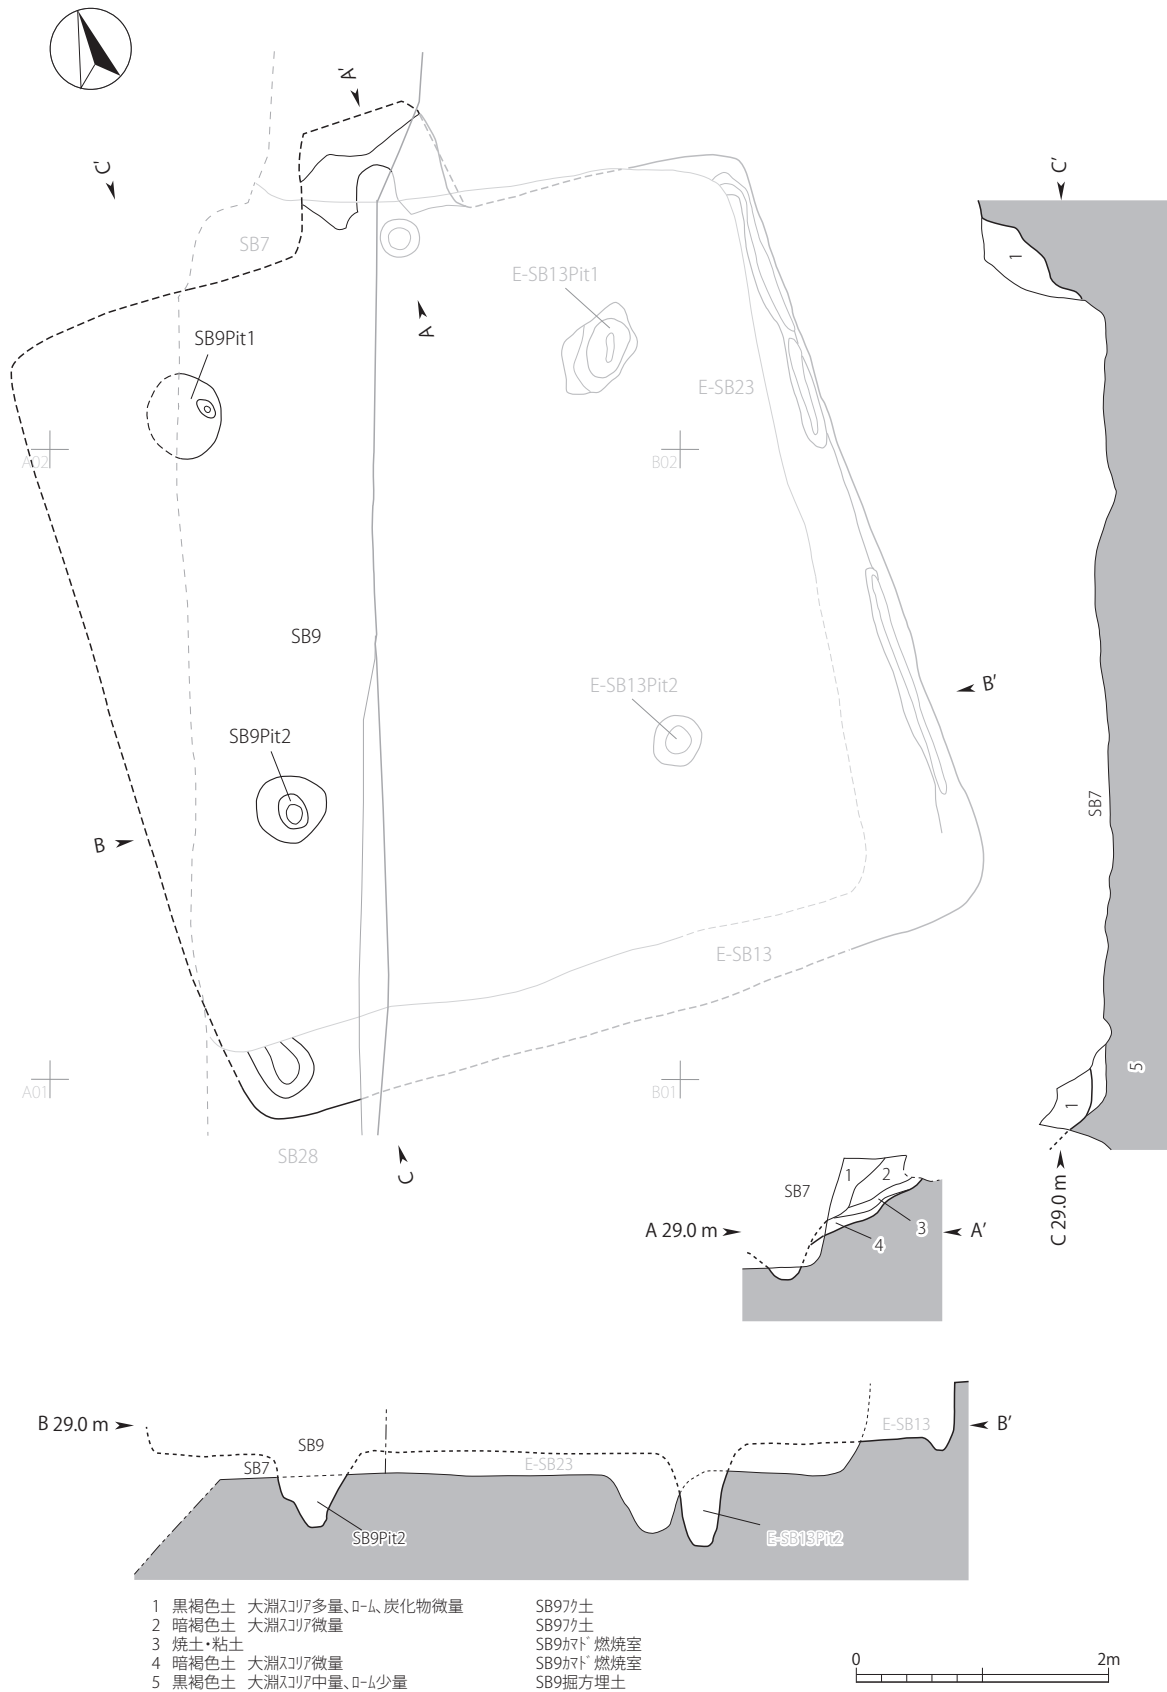 A'
C'
C'
SB7
E-SB13Pit1
A
SB9Pit1
E-SB23
A02
B02
1
SB9
E-SB13Pit2
B'
SB9Pit2
SB7
B
E-SB13
A01
B01
5
1
SB28
C
C 29.0 m
SB7
1
2
A 29.0 m
3
4
A'
B 29.0 m
SB9
SB7
E-SB23
E-SB13
B'
SB9Pit2
E-SB13Pit2
1 黒褐色土 大淵ｽｺﾘｱ多量、ﾛｰﾑ、炭化物微量 SB9ﾌｸ土
2 暗褐色土 大淵ｽｺﾘｱ微量 SB9ﾌｸ土
3 焼土・粘土 SB9ｶﾏﾄﾞ燃焼室
4 暗褐色土 大淵ｽｺﾘｱ微量 SB9ｶﾏﾄﾞ燃焼室
5 黒褐色土 大淵ｽｺﾘｱ中量、ﾛｰﾑ少量 SB9掘方埋土
0 2m